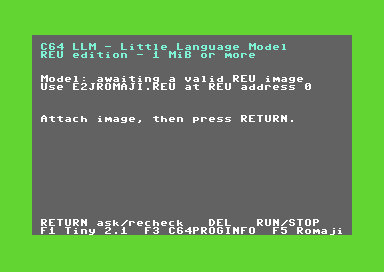 C64 LLM - Little Language Model
REU edition - 1 MiB or more
Model: awaiting a valid REU image
Use E2JROMAJI.REU at REU address 0
Attach image, then press RETURN.
RETURN ask/recheck DEL RUN/STOP
F1 Tiny 2.1 F3 C64PROGINFO F5 Romaji